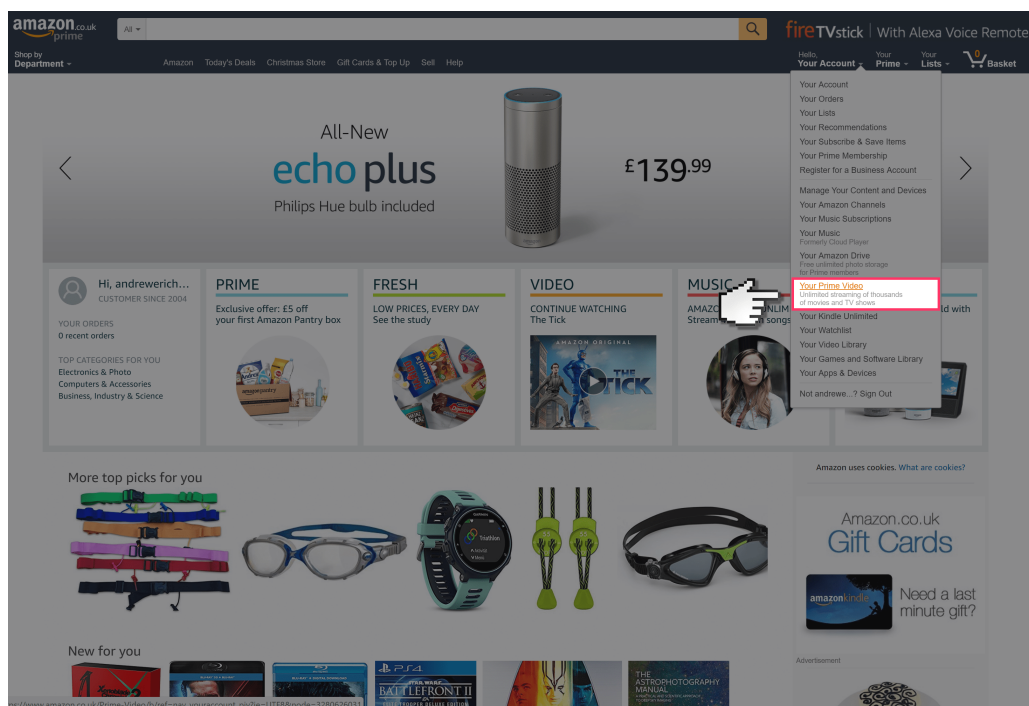 amazon.co.uk
prime
All
fireTVstick | With Alexa Voice Remote
Shop by
Department
Amazon Today's Deals Christmas Store Gift Cards & Top Up Sell Help
Hello,
Your Account
Your
Prime
Your
Lists
0
Basket
All-New
echo plus
Philips Hue bulb included
£139.99
Your Account
Your Orders
Your Lists
Your Recommendations
Your Subscribe & Save Items
Your Prime Membership
Register for a Business Account
Manage Your Content and Devices
Your Amazon Channels
Your Music Subscriptions
Your Music
Formerly Cloud Player
Your Amazon Drive
Free unlimited photo storage
for Prime members
Your Prime Video
Unlimited streaming of thousands
of movies and TV shows
Your Kindle Unlimited
Your Watchlist
Your Video Library
Your Games and Software Library
Your Apps & Devices
Not andrewe...? Sign Out
Hi, andrewerich...
CUSTOMER SINCE 2004
YOUR ORDERS
0 recent orders
TOP CATEGORIES FOR YOU
Electronics & Photo
Computers & Accessories
Business, Industry & Science
PRIME
Exclusive offer: £5 off
your first Amazon Pantry box
FRESH
LOW PRICES, EVERY DAY
See the study
VIDEO
CONTINUE WATCHING
The Tick
AMAZON ORIGINAL
THE
TICK
MUSIC
songs
with
More top picks for you
Triathlon
Amazon uses cookies. What are cookies?
Amazon.co.uk
Gift Cards
amazonkindle
Need a last
minute gift?
New for you
PS4
STAR WARS
BATTLEFRONT II
THE
ASTROPHOTOGRAPHY
MANUAL
Advertisement